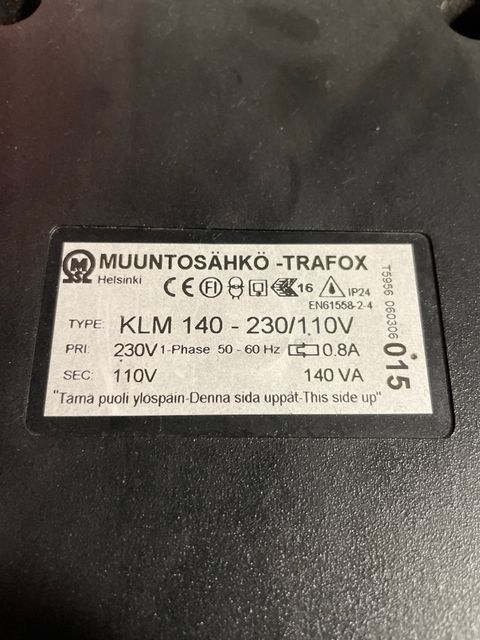 MUUNTOSÄHKÖ -TRAFOX
Helsinki
CE FI 16 IP24
EN61558-2-4
TYPE: KLM 140 - 230/110V
PRI: 230V 1-Phase 50 - 60 Hz 0.8A
SEC: 110V 140 VA
"Tämä puoli ylöspäin-Denna sida uppåt-This side up"
T5956 060306 015